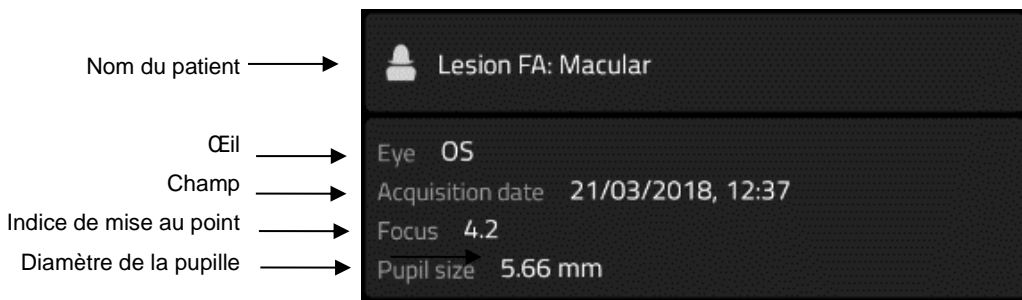 Nom du patient
Lesion FA: Macular
Œil
Eye OS
Champ
Acquisition date 21/03/2018, 12:37
Indice de mise au point
Focus 4.2
Diamètre de la pupille
Pupil size 5.66 mm